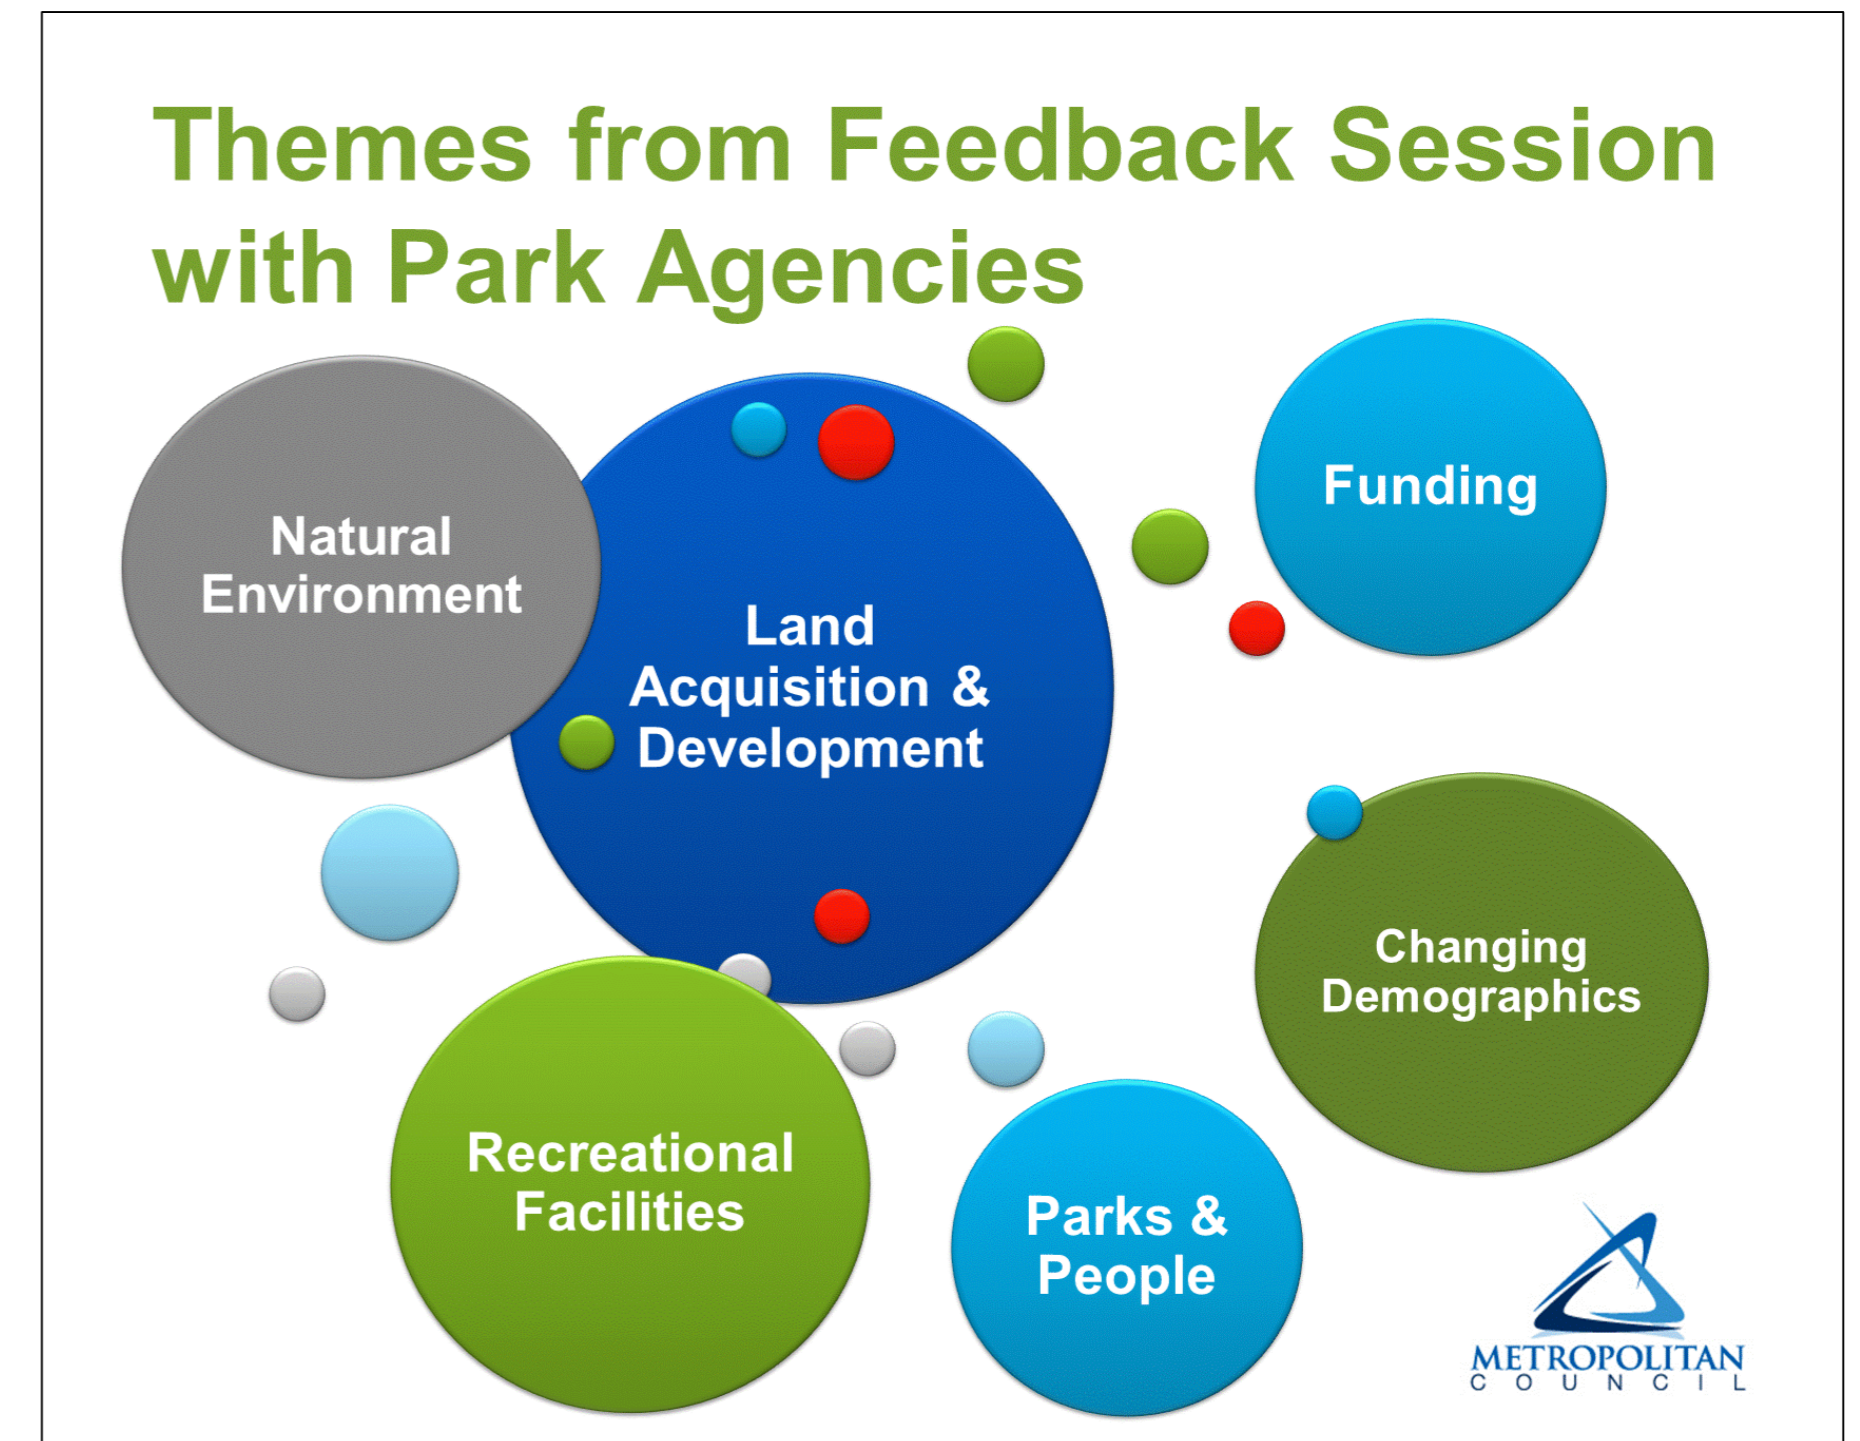 Themes from Feedback Session
with Park Agencies
Natural
Environment
Land
Acquisition &
Development
Funding
Changing
Demographics
Recreational
Facilities
Parks &
People
METROPOLITAN
COUNCIL